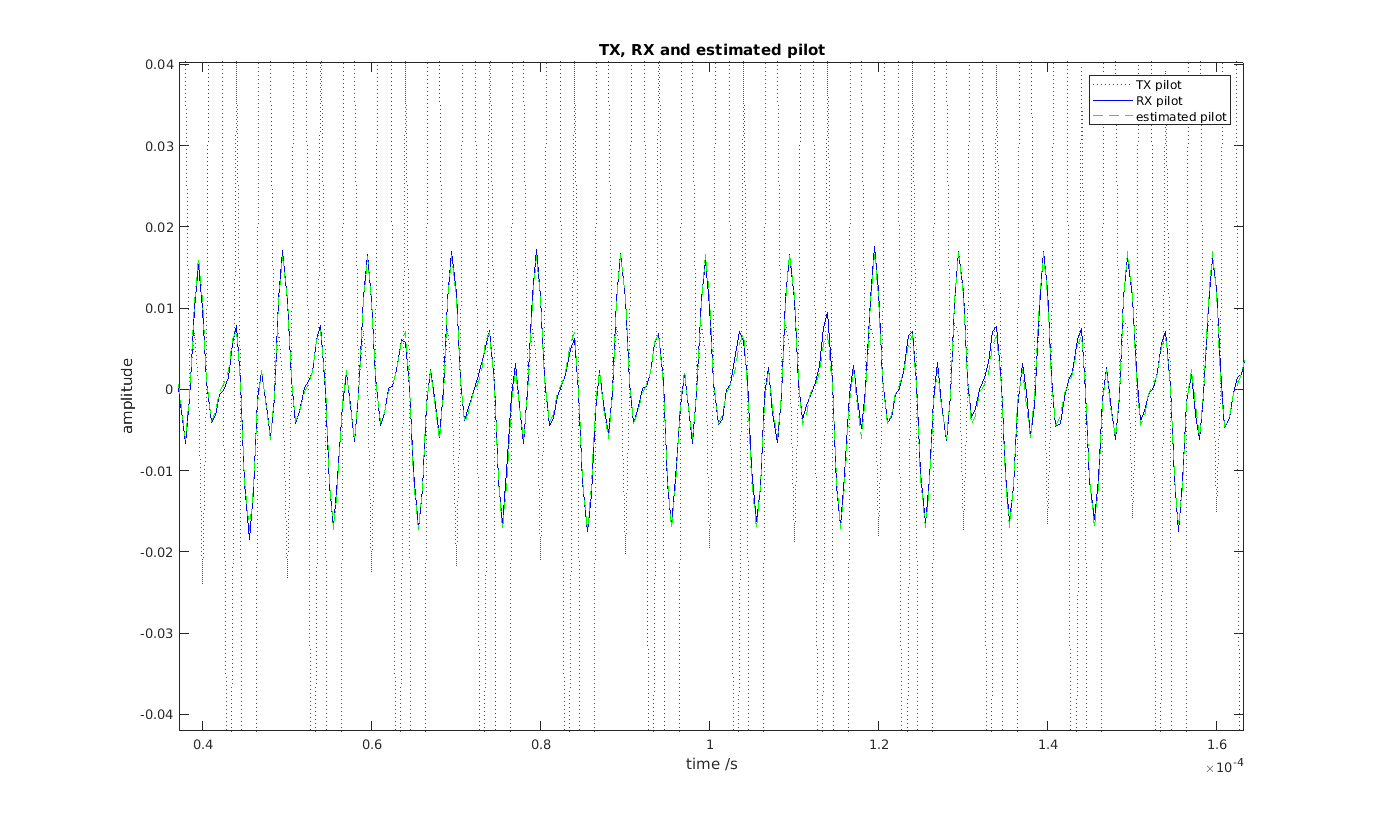 TX, RX and estimated pilot
TX pilot
RX pilot
estimated pilot
amplitude
0.04
0.03
0.02
0.01
0
-0.01
-0.02
-0.03
-0.04
0.4 0.6 0.8 1 1.2 1.4 1.6
time /s
×10-4